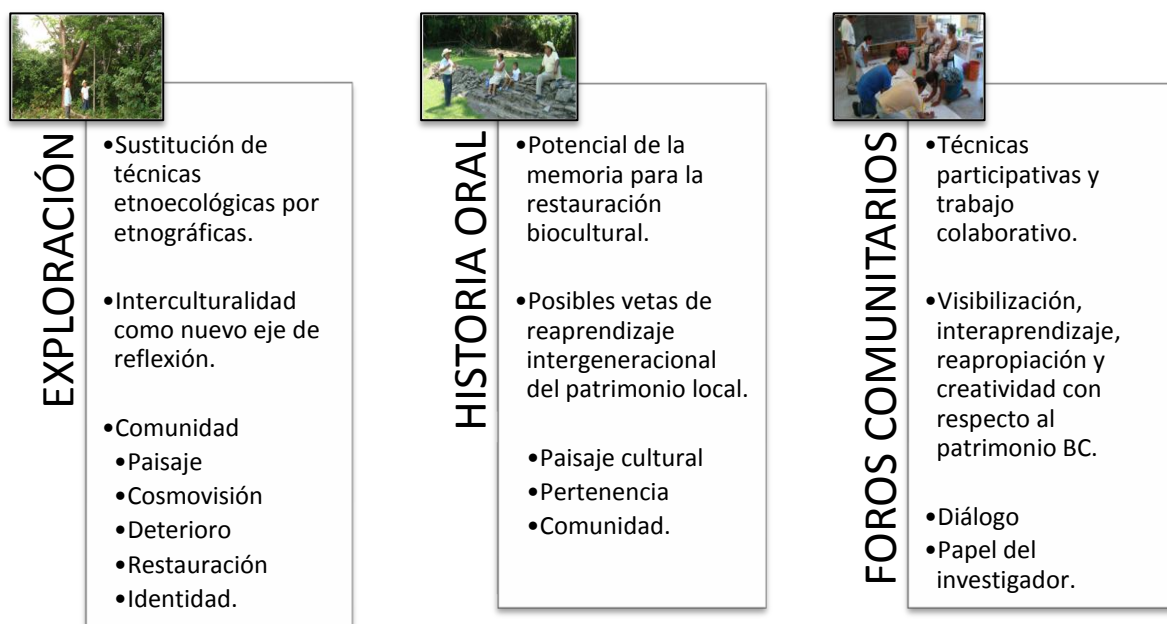 EXPLORACIÓN
•Sustitución de
técnicas
etnoecológicas por
etnográficas.
•Interculturalidad
como nuevo eje de
reflexión.
•Comunidad
•Paisaje
•Cosmovisión
•Deterioro
•Restauración
•Identidad.
HISTORIA ORAL
•Potencial de la
memoria para la
restauración
biocultural.
•Posibles vetas de
reaprendizaje
intergeneracional
del patrimonio local.
•Paisaje cultural
•Pertenencia
•Comunidad.
FOROS COMUNITARIOS
•Técnicas
participativas y
trabajo
colaborativo.
•Visibilización,
interaprendizaje,
reapropiación y
creatividad con
respecto al
patrimonio BC.
•Diálogo
•Papel del
investigador.